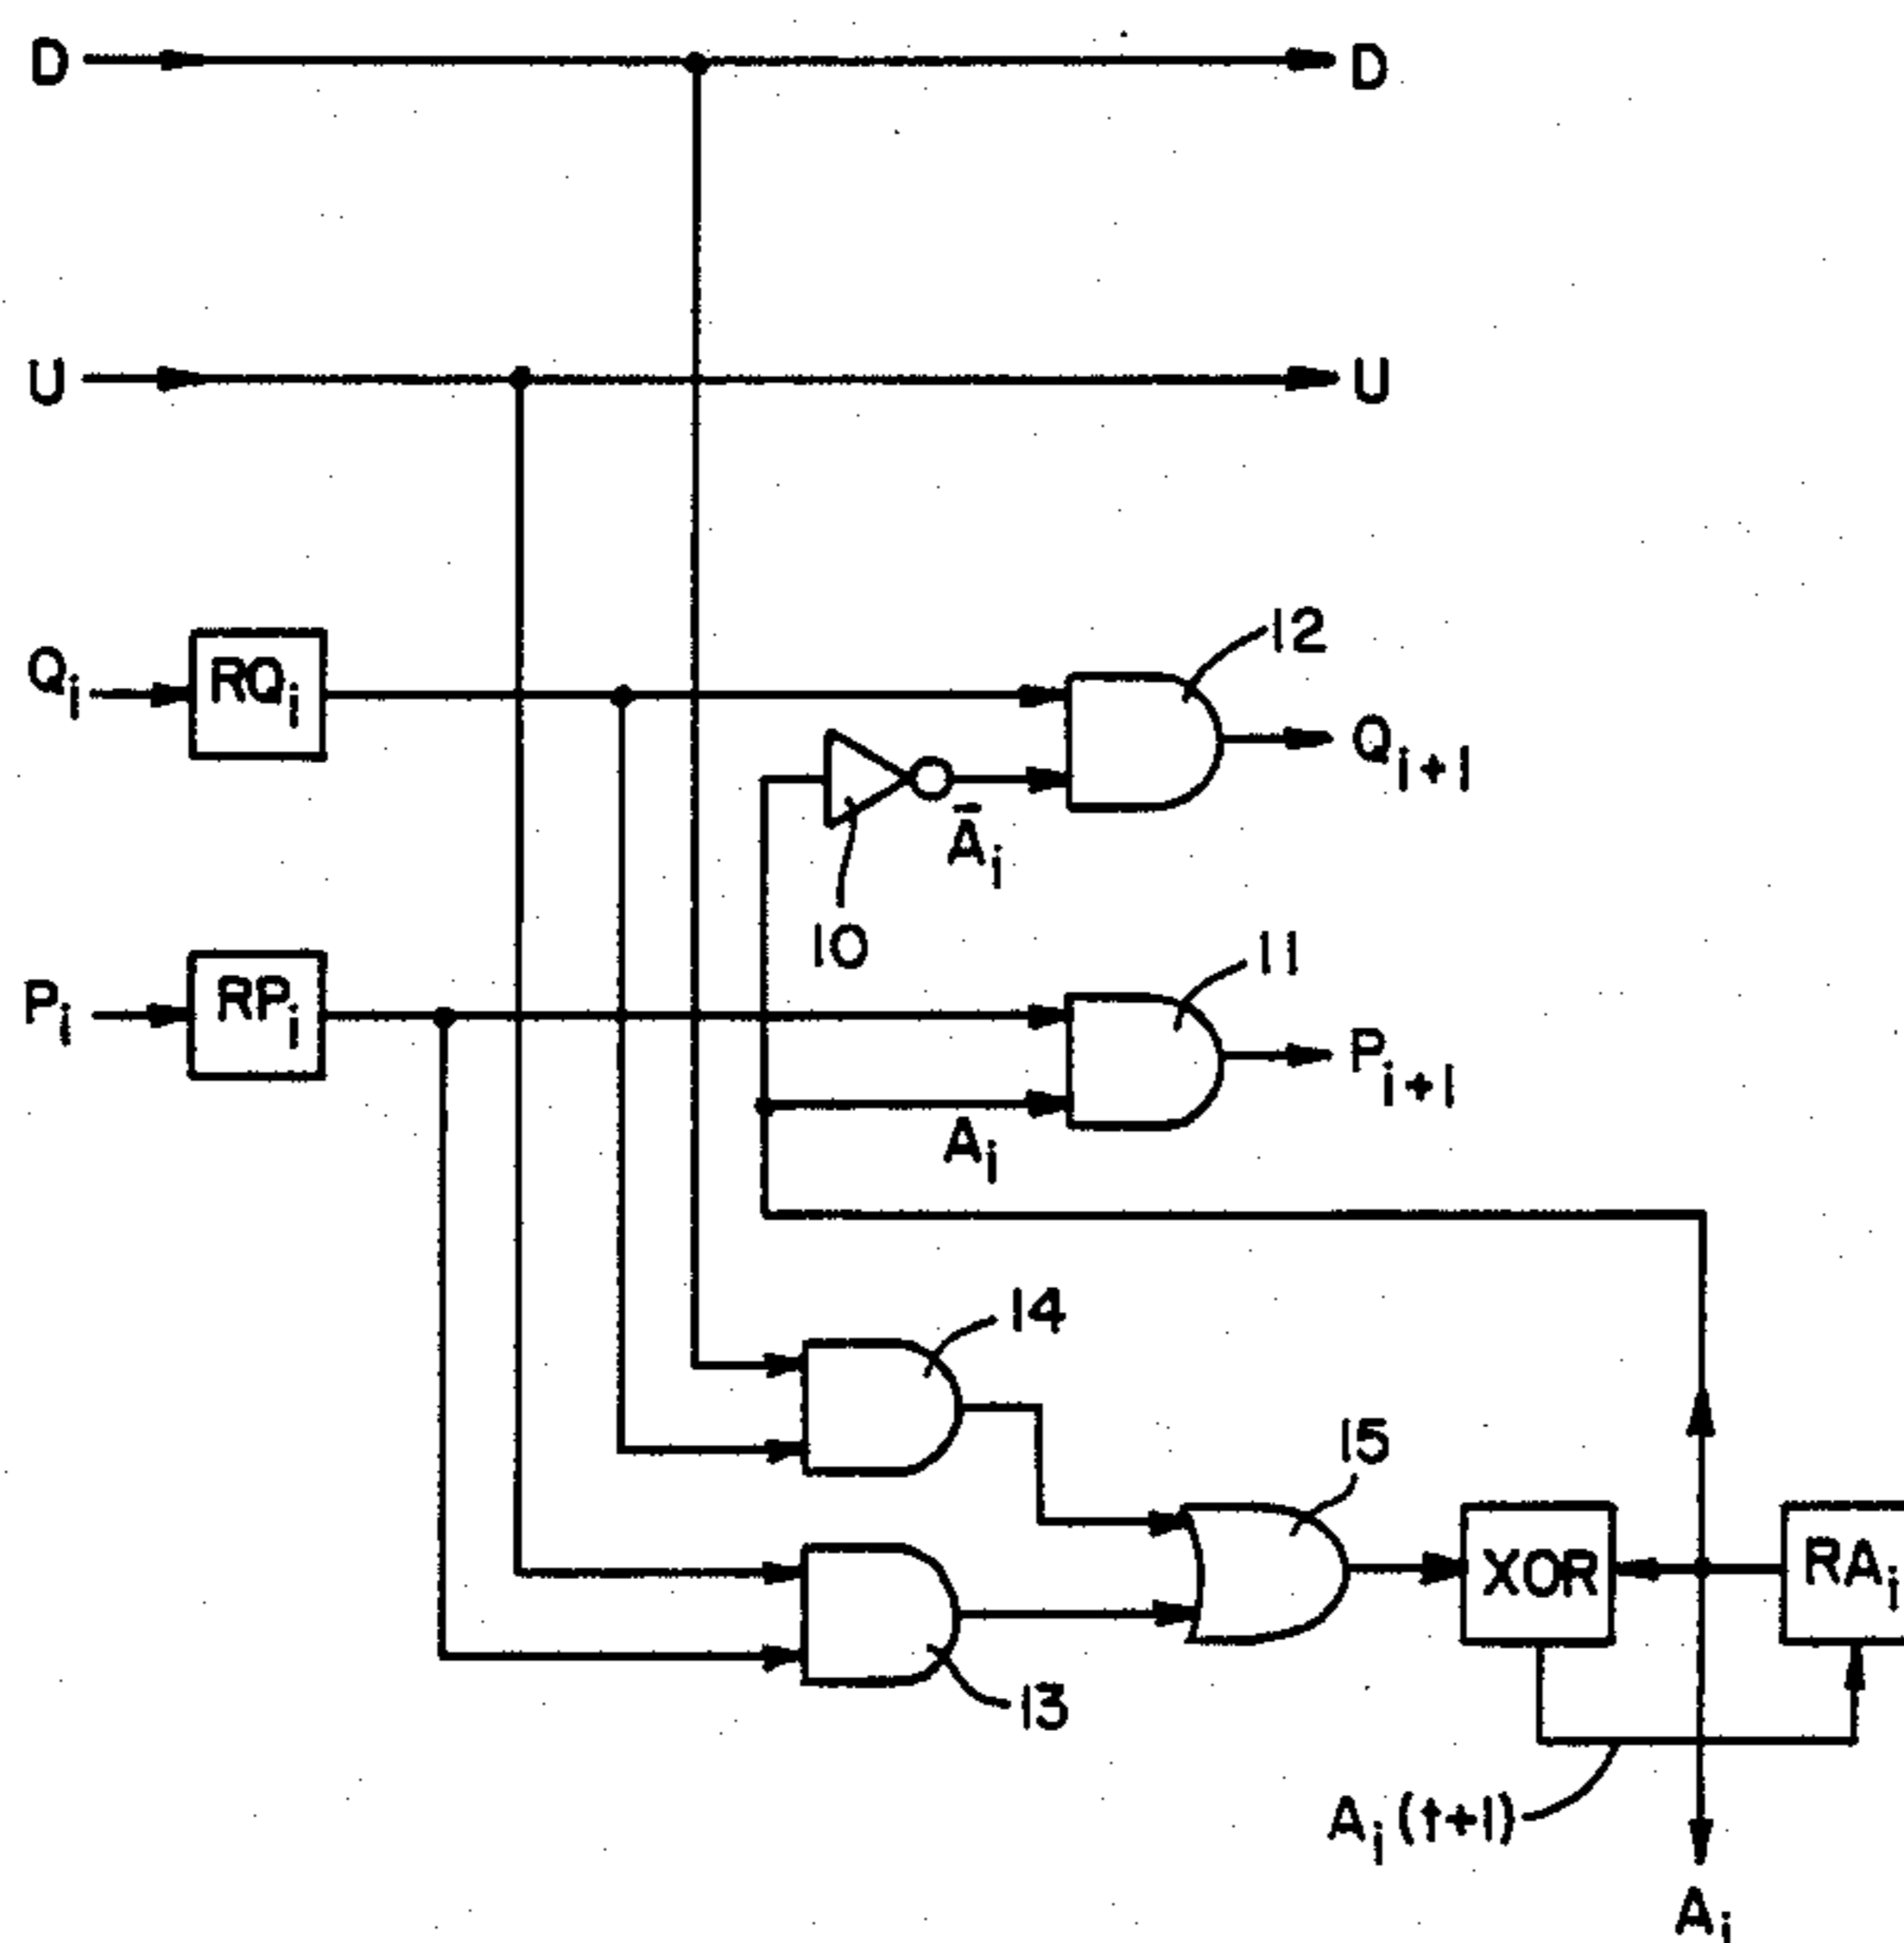 D D
U U
12
Qᵢ RQᵢ Qᵢ₊₁
Āᵢ
10
11
Pᵢ RPᵢ Pᵢ₊₁
Aᵢ
14
15
XOR RAᵢ
13
Aᵢ(t+1)
Aᵢ